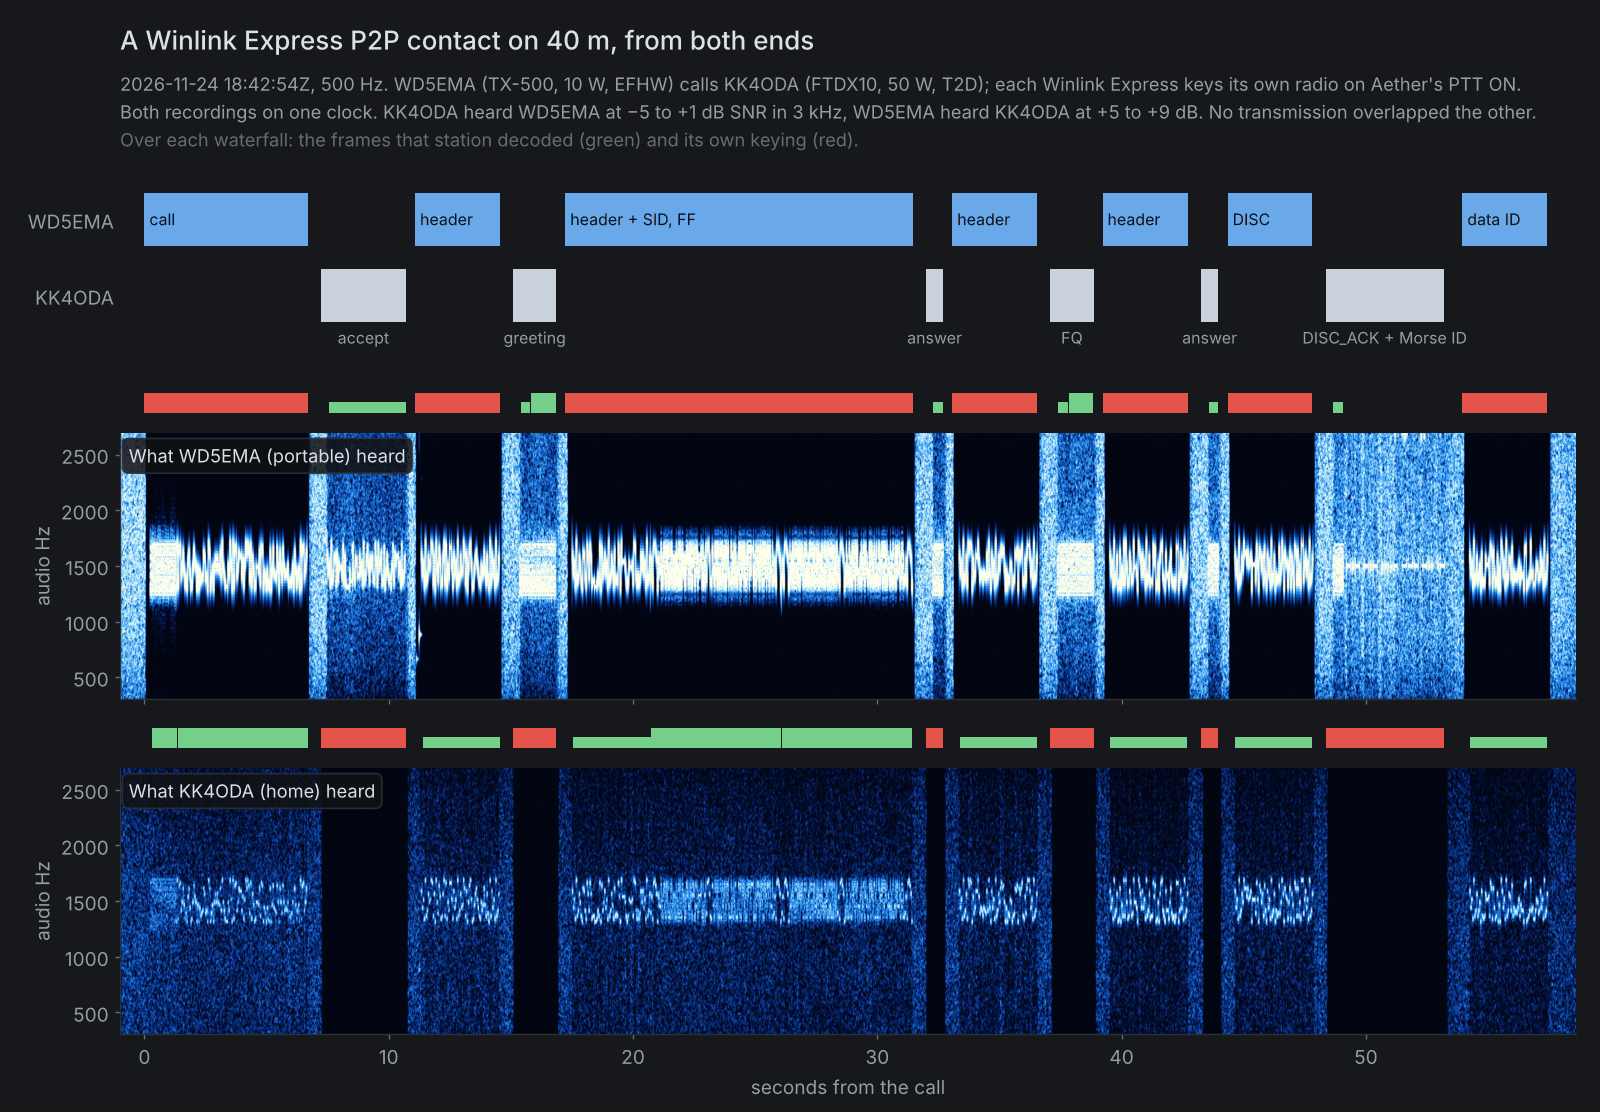 A Winlink Express P2P contact on 40 m, from both ends
2026-11-24 18:42:54Z, 500 Hz. WD5EMA (TX-500, 10 W, EFHW) calls KK4ODA (FTDX10, 50 W, T2D); each Winlink Express keys its own radio on Aether's PTT ON.
Both recordings on one clock. KK4ODA heard WD5EMA at −5 to +1 dB SNR in 3 kHz, WD5EMA heard KK4ODA at +5 to +9 dB. No transmission overlapped the other.
Over each waterfall: the frames that station decoded (green) and its own keying (red).
WD5EMA
call
header
header + SID, FF
header
header
DISC
data ID
KK4ODA
accept
greeting
answer
FQ
answer
DISC_ACK + Morse ID
What WD5EMA (portable) heard
audio Hz
2500
2000
1500
1000
500
What KK4ODA (home) heard
audio Hz
2500
2000
1500
1000
500
0
10
20
30
40
50
seconds from the call